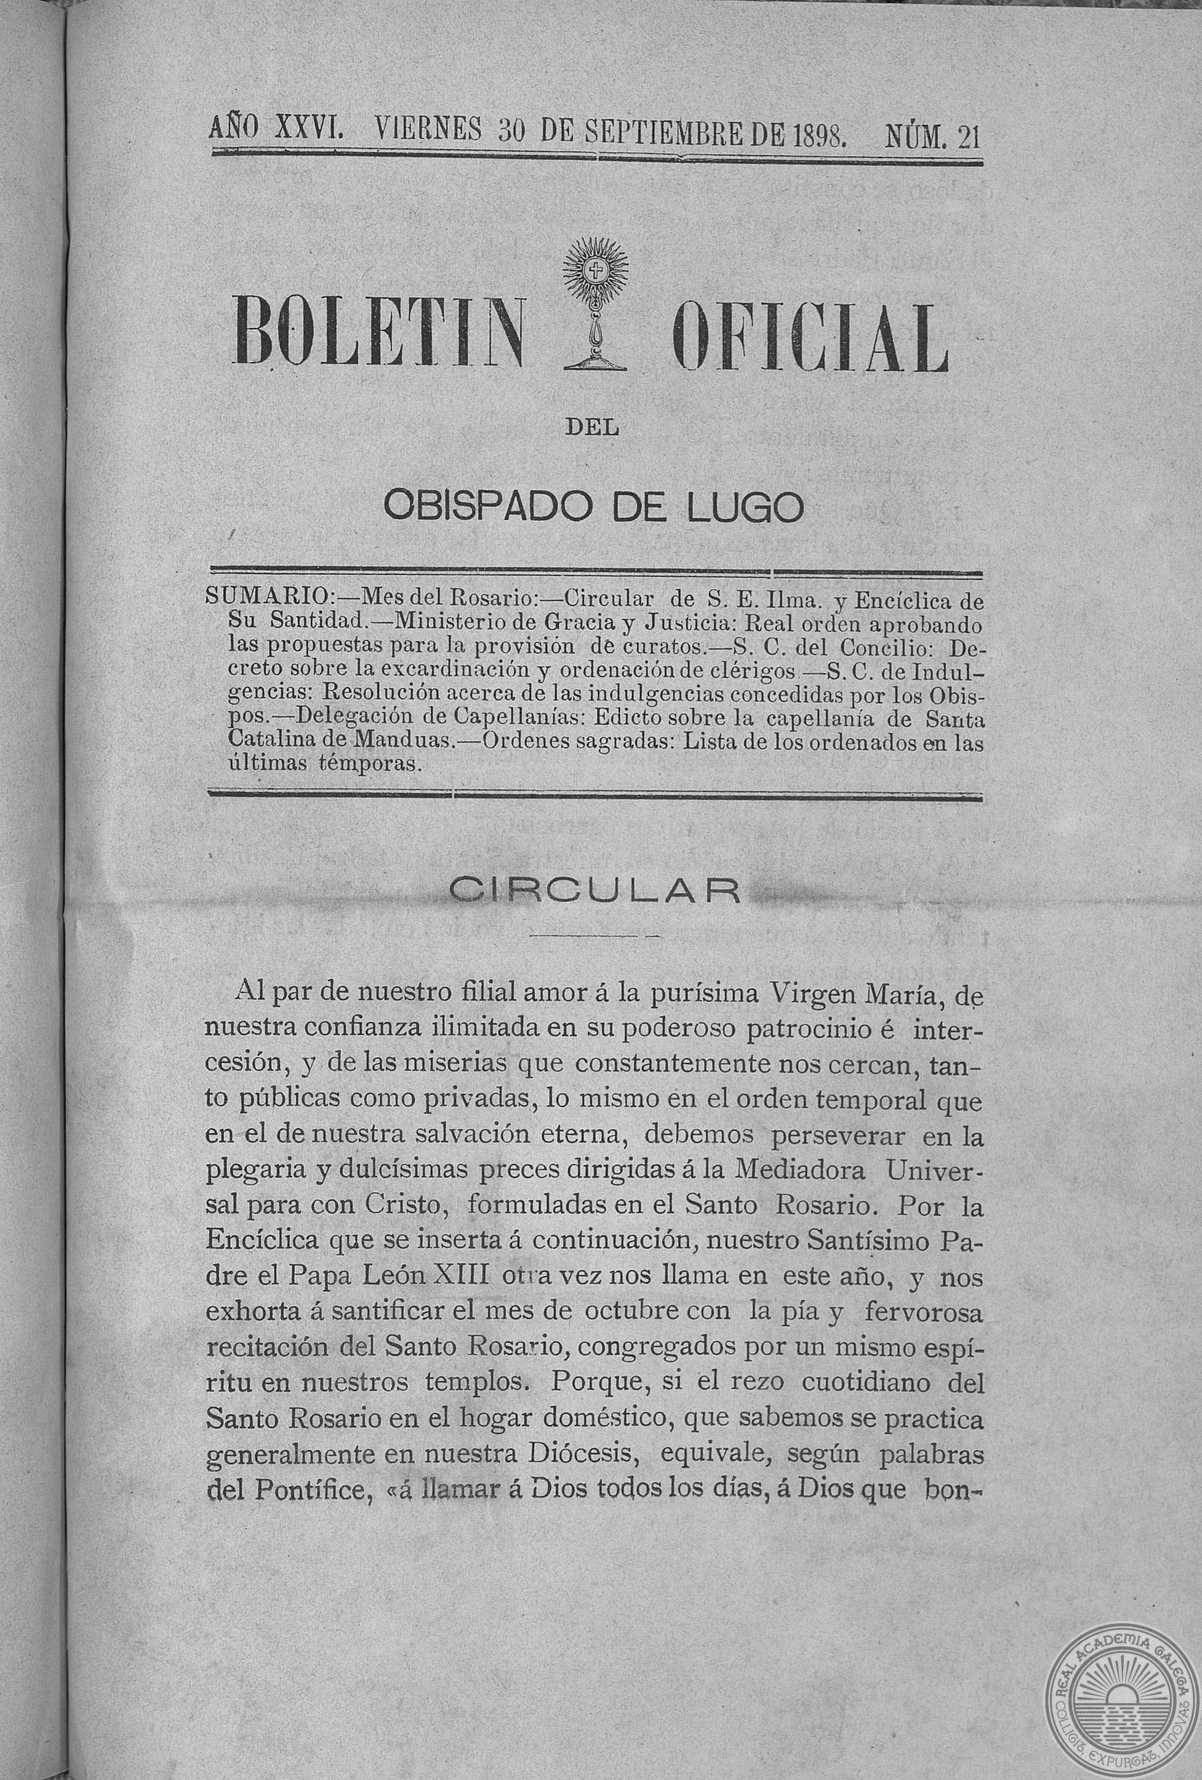 AÑO XXVI. VIERNES 30 DE SEPTIEMBRE DE 1898. NÚM. 21
BOLETIN OFICIAL
DEL
OBISPADO DE LUGO
SUMARIO:—Mes del Rosario:—Circular de S. E. Ilma. y Encíclica de
Su Santidad.—Ministerio de Gracia y Justicia: Real orden aprobando
las propuestas para la provisión de curatos.—S. C. del Concilio: De-
creto sobre la excardinación y ordenación de clérigos.—S. C. de Indul-
gencias: Resolución acerca de las indulgencias concedidas por los Obis-
pos.—Delegación de Capellanías: Edicto sobre la capellanía de Santa
Catalina de Manduas.—Ordenes sagradas: Lista de los ordenados en las
últimas témporas.
CIRCULAR
Al par de nuestro filial amor á la purísima Virgen María, de
nuestra confianza ilimitada en su poderoso patrocinio é inter-
cesión, y de las miserias que constantemente nos cercan, tan-
to públicas como privadas, lo mismo en el orden temporal que
en el de nuestra salvación eterna, debemos perseverar en la
plegaria y dulcísimas preces dirigidas á la Mediadora Univer-
sal para con Cristo, formuladas en el Santo Rosario. Por la
Encíclica que se inserta á continuación, nuestro Santísimo Pa-
dre el Papa León XIII otra vez nos llama en este año, y nos
exhorta á santificar el mes de octubre con la pía y fervorosa
recitación del Santo Rosario, congregados por un mismo espí-
ritu en nuestros templos. Porque, si el rezo cuotidiano del
Santo Rosario en el hogar doméstico, que sabemos se practica
generalmente en nuestra Diócesis, equivale, según palabras
del Pontífice, «á llamar á Dios todos los días, á Dios que bon-
REAL ACADEMIA GALEGA
COLLIGIT, EXPURGAT, INNOVAT